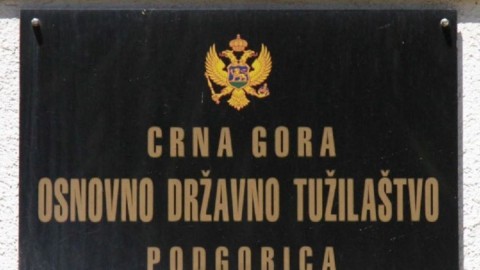 CRNA GORA
OSNOVNO DRŽAVNO TUŽILAŠTVO
PODGORICA